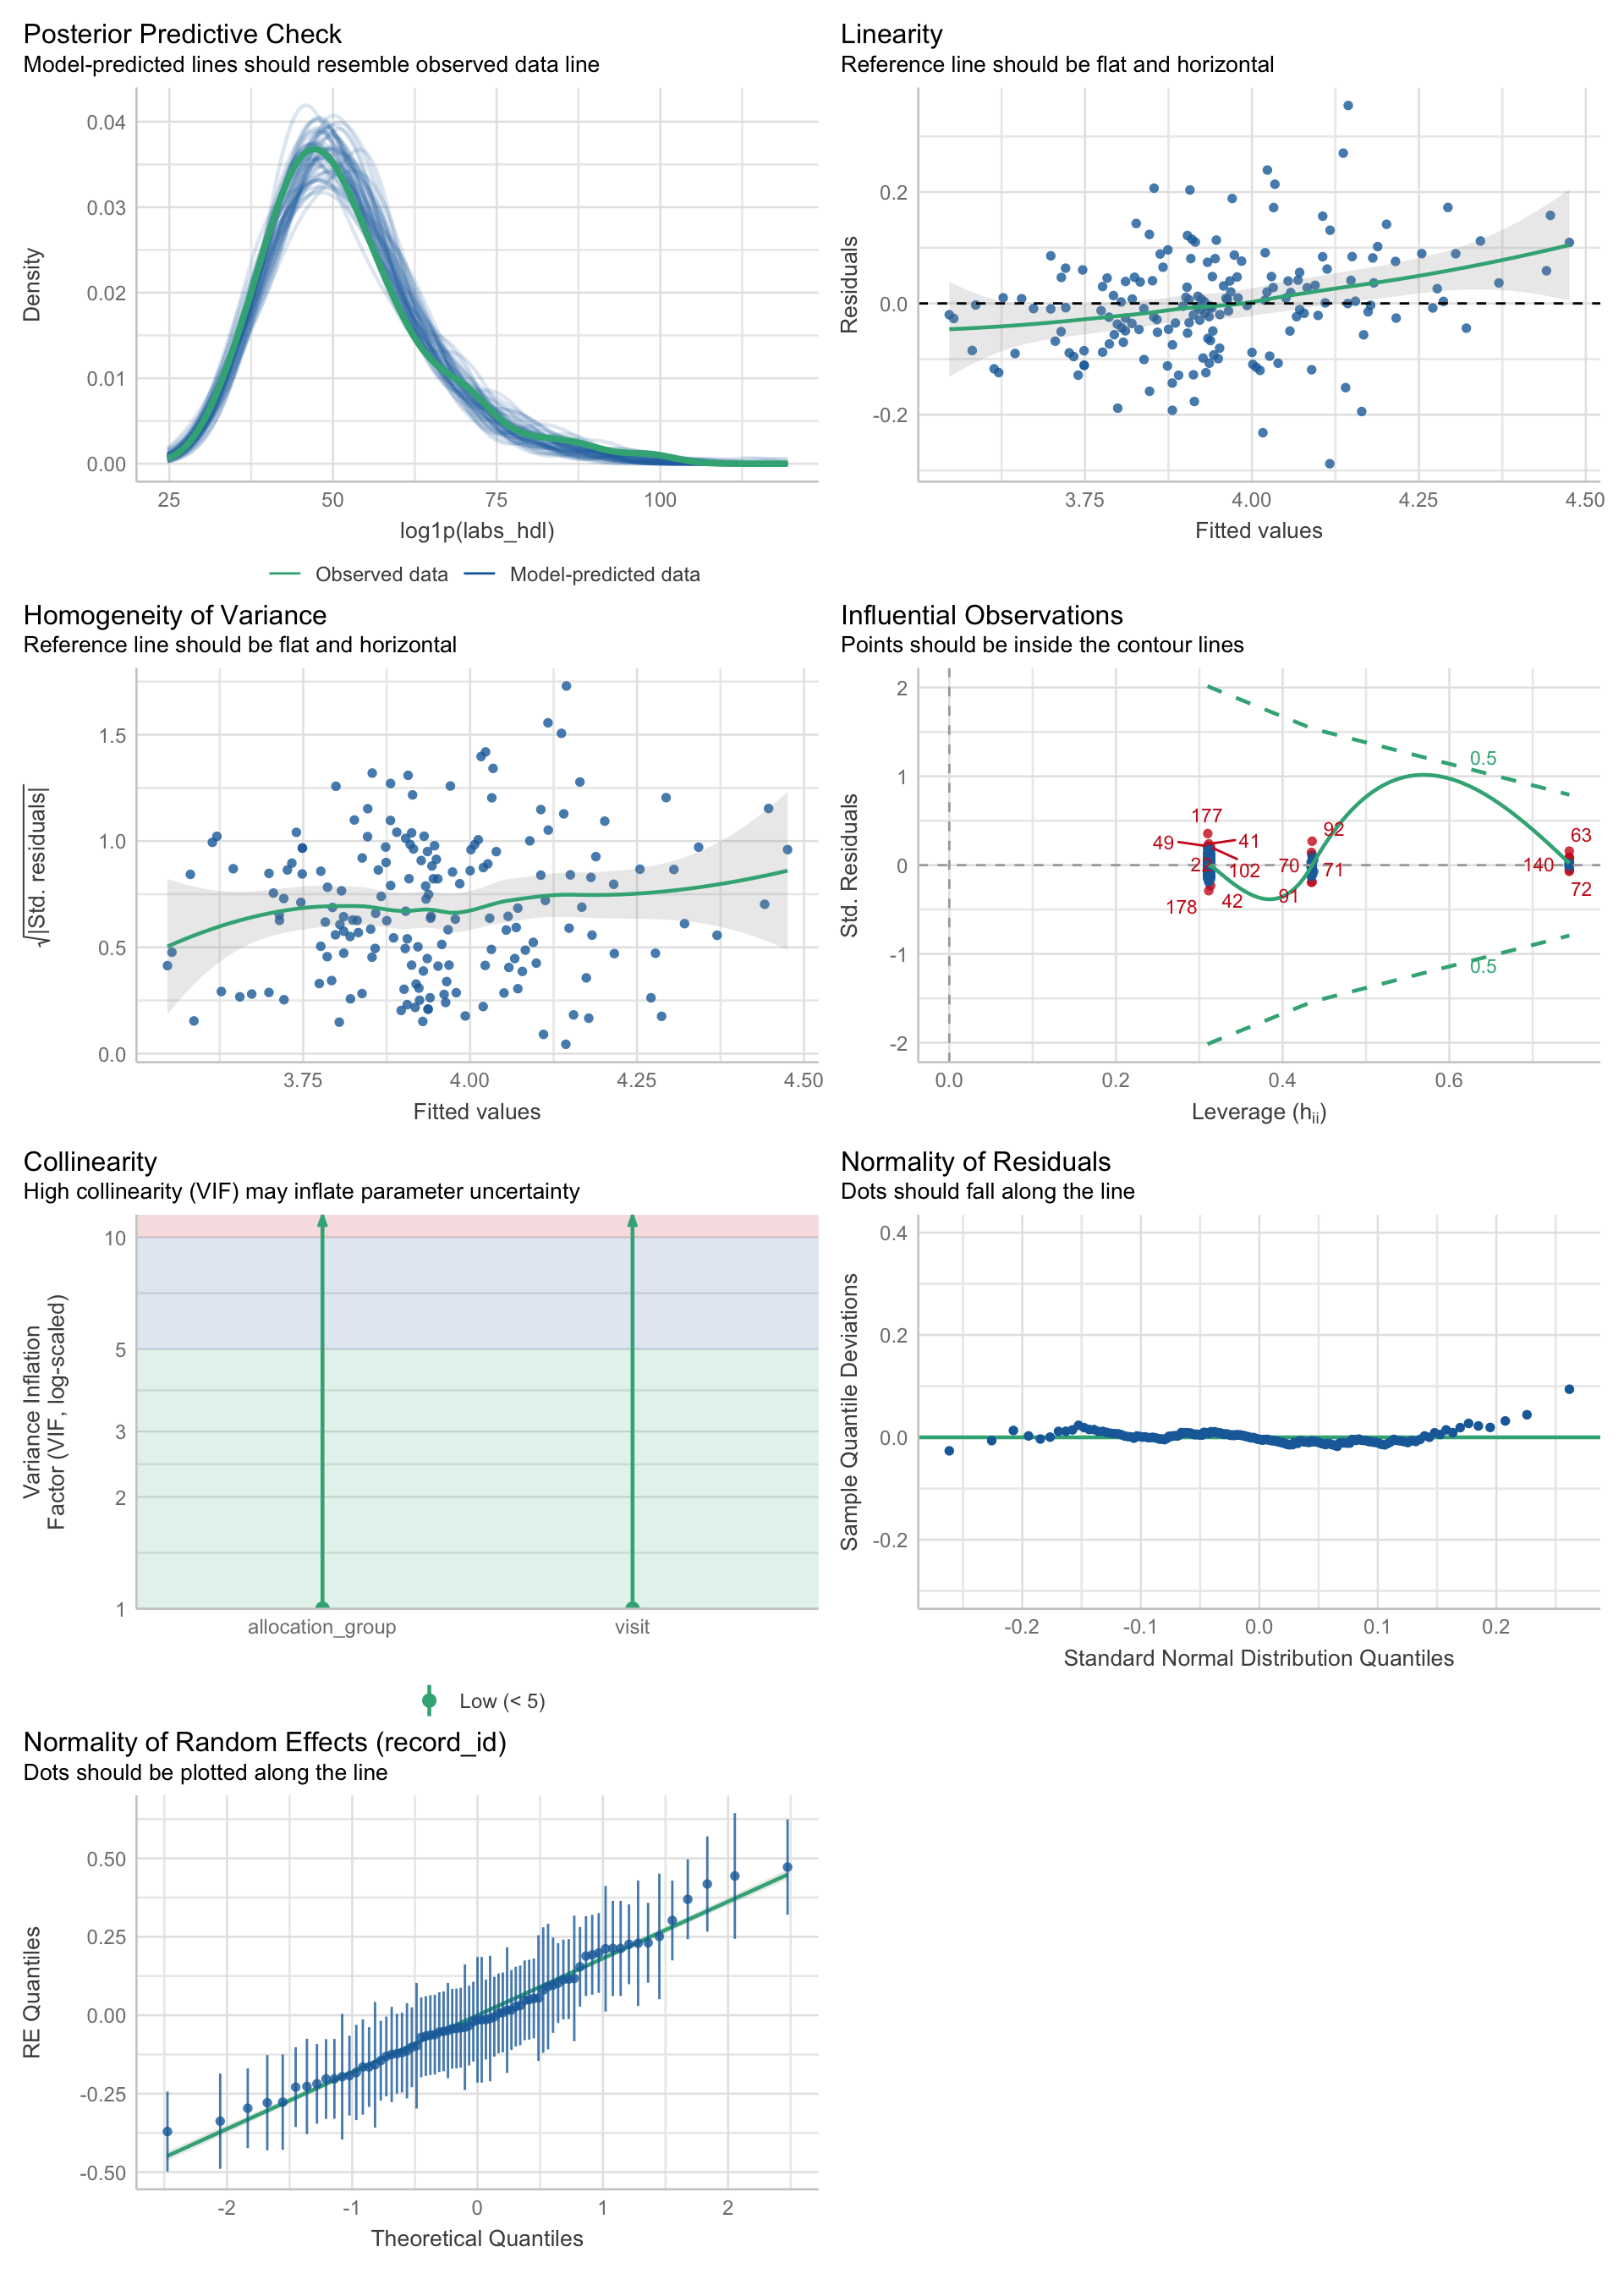 Posterior Predictive Check
Model-predicted lines should resemble observed data line
Density
0.04
0.03
0.02
0.01
0.00
25 50 75 100
log1p(labs_hdl)
Observed data Model-predicted data
Linearity
Reference line should be flat and horizontal
Residuals
0.2
0.0
-0.2
3.75 4.00 4.25 4.50
Fitted values
Homogeneity of Variance
Reference line should be flat and horizontal
√|Std. residuals|
1.5
1.0
0.5
0.0
3.75 4.00 4.25 4.50
Fitted values
Influential Observations
Points should be inside the contour lines
Std. Residuals
2
1
0
-1
-2
0.5
177
49
41
92
63
22
102
70
71
140
178
42
91
72
0.5
0.0 0.2 0.4 0.6
Leverage (hii)
Collinearity
High collinearity (VIF) may inflate parameter uncertainty
Variance Inflation
Factor (VIF, log-scaled)
10
5
3
2
1
allocation_group visit
Low (< 5)
Normality of Residuals
Dots should fall along the line
Sample Quantile Deviations
0.4
0.2
0.0
-0.2
-0.2 -0.1 0.0 0.1 0.2
Standard Normal Distribution Quantiles
Normality of Random Effects (record_id)
Dots should be plotted along the line
RE Quantiles
0.50
0.25
0.00
-0.25
-0.50
-2 -1 0 1 2
Theoretical Quantiles